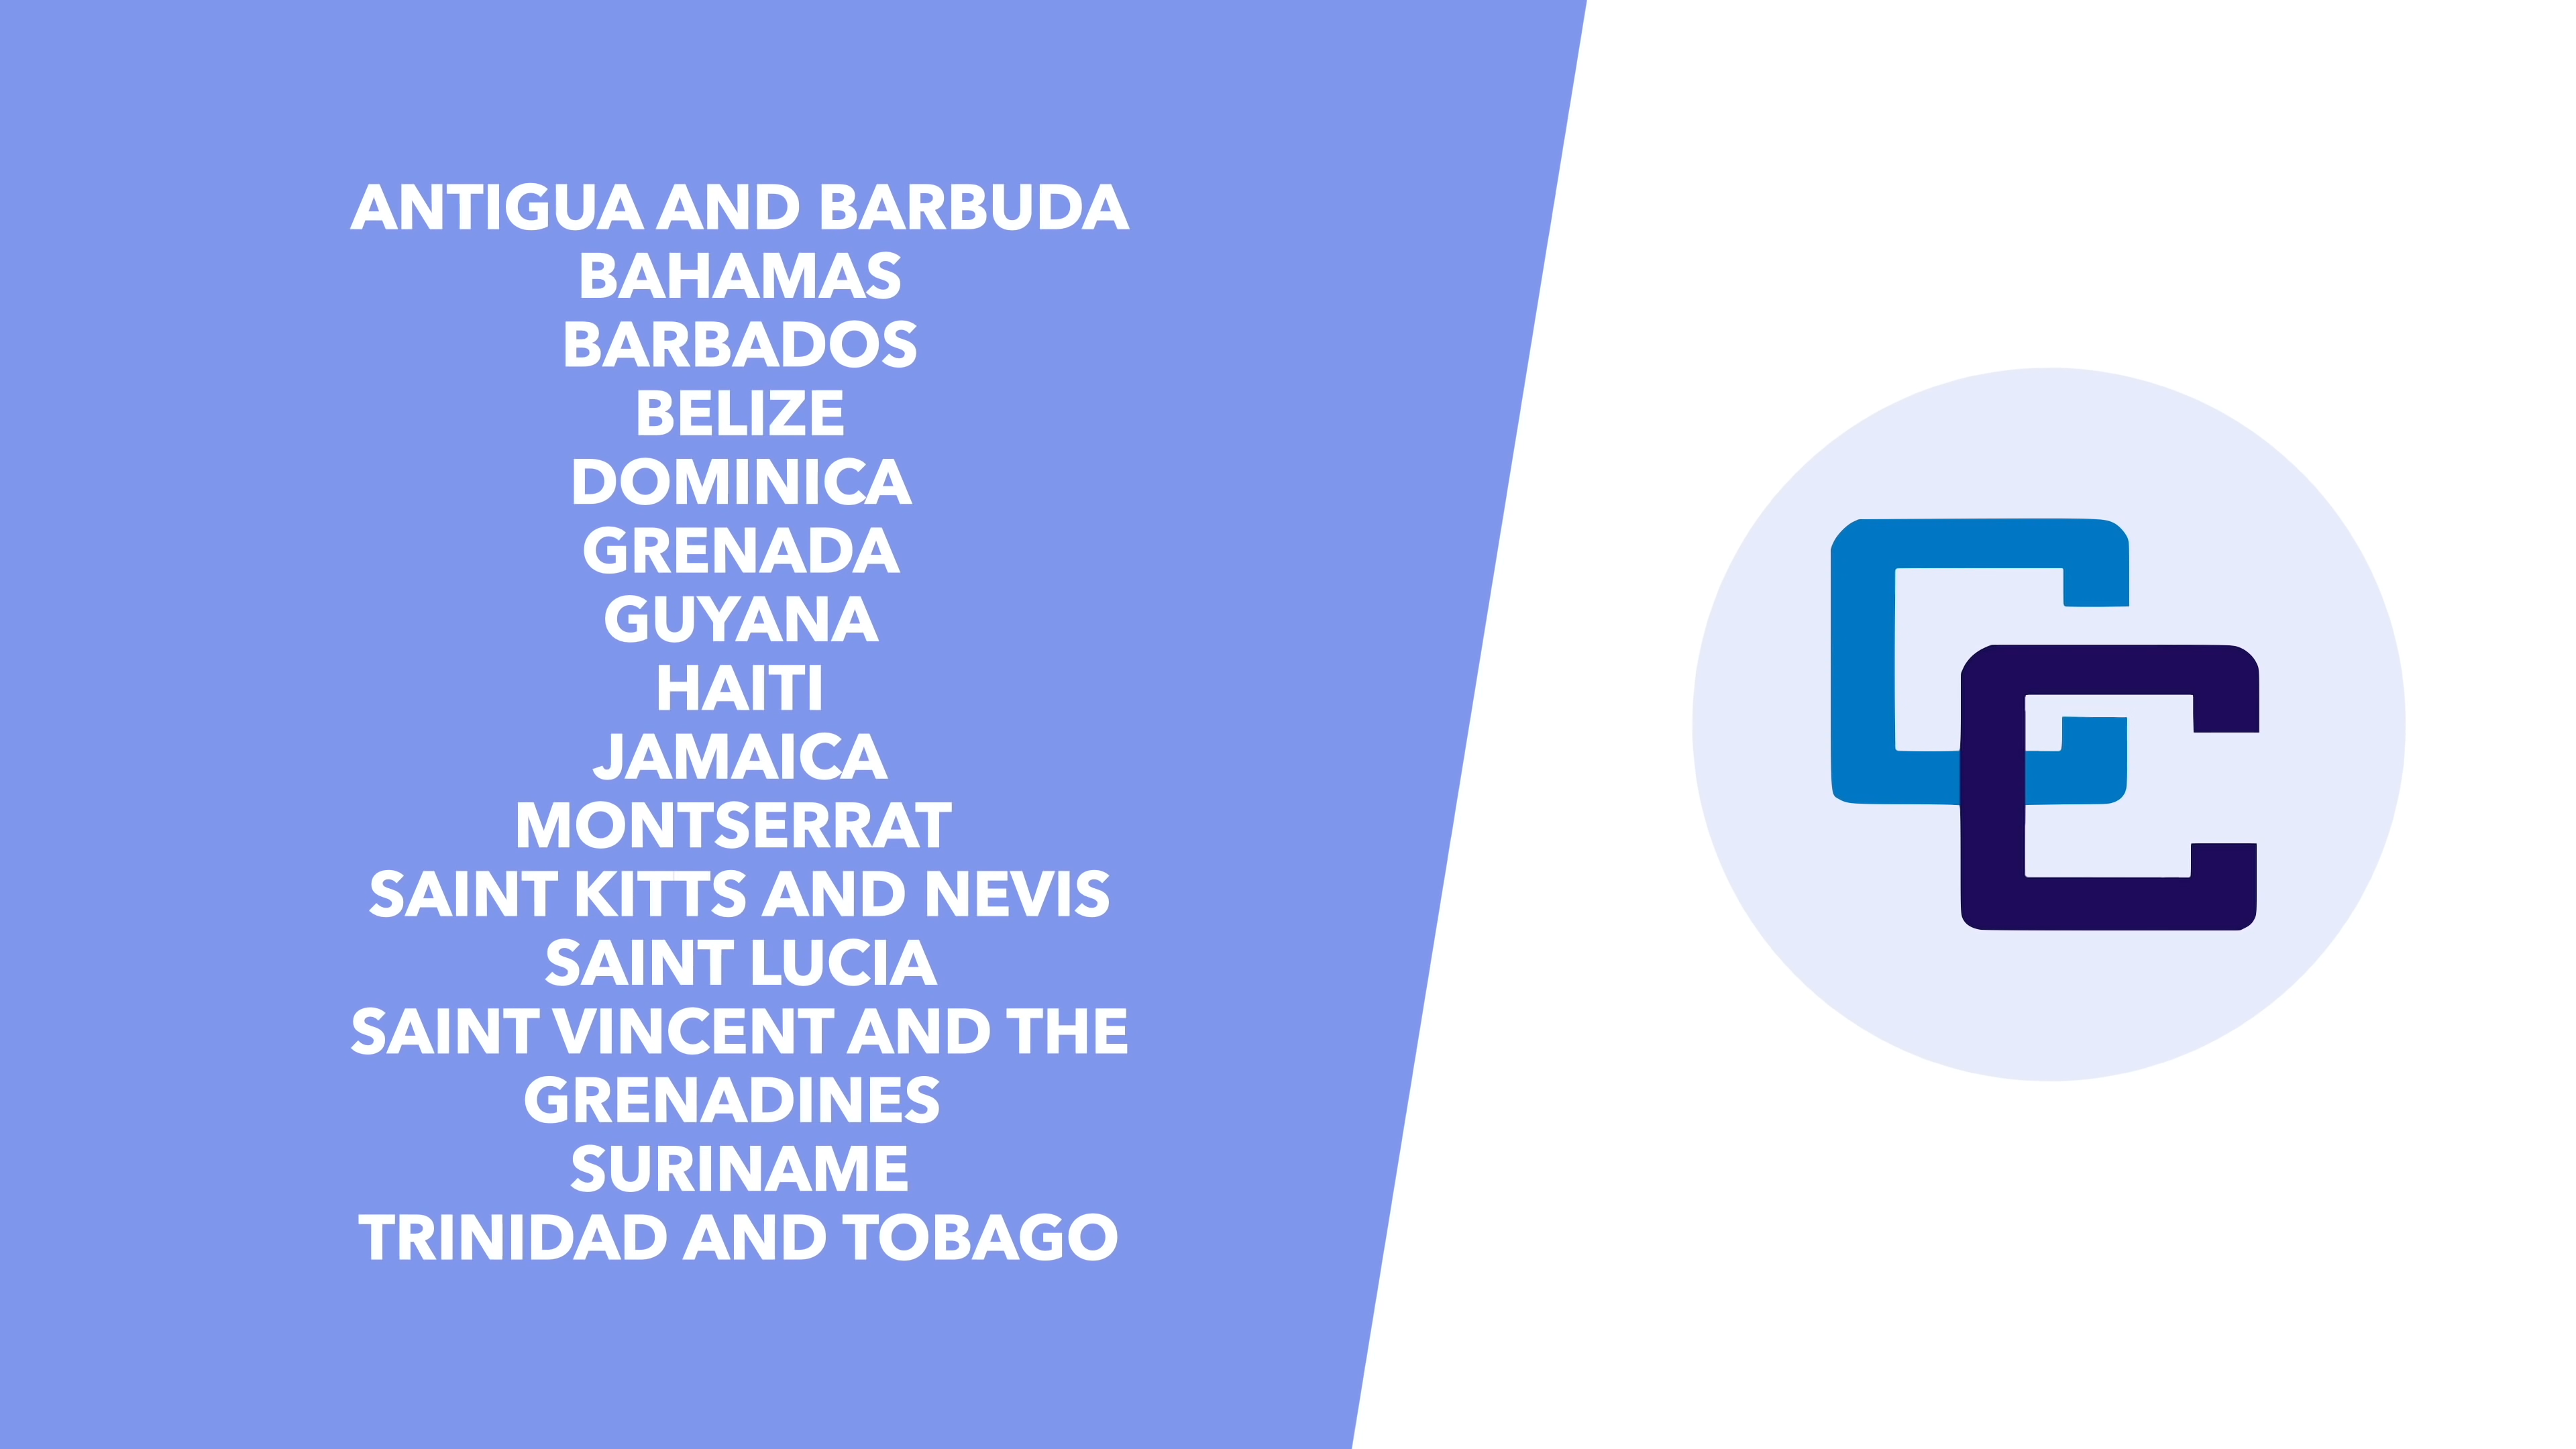 ANTIGUA AND BARBUDA
BAHAMAS
BARBADOS
BELIZE
DOMINICA
GRENADA
GUYANA
HAITI
JAMAICA
MONTSERRAT
SAINT KITTS AND NEVIS
SAINT LUCIA
SAINT VINCENT AND THE
GRENADINES
SURINAME
TRINIDAD AND TOBAGO
CC